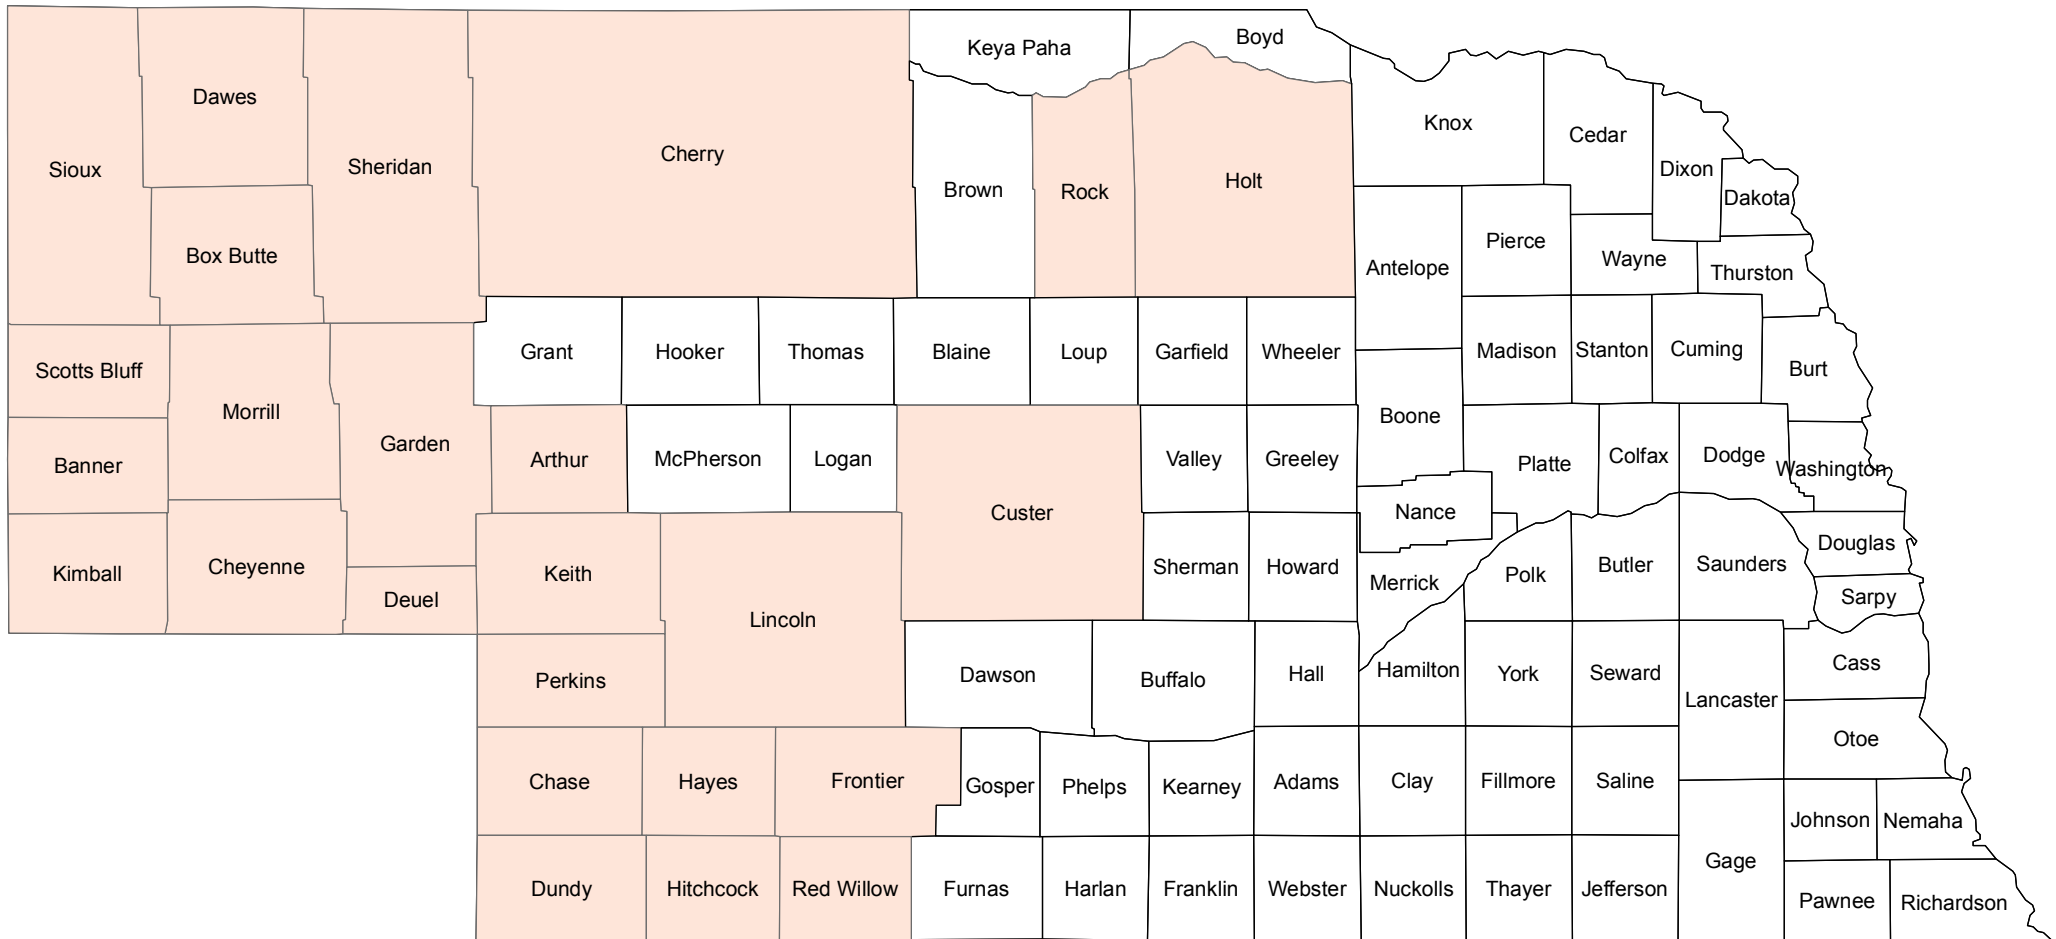 Keya Paha
Boyd
Dawes
Sioux
Sheridan
Cherry
Knox
Cedar
Dixon
Dakota
Brown
Rock
Holt
Box Butte
Antelope
Pierce
Wayne
Thurston
Scotts Bluff
Grant
Hooker
Thomas
Blaine
Loup
Garfield
Wheeler
Madison
Stanton
Cuming
Burt
Morrill
Boone
Garden
Banner
Arthur
McPherson
Logan
Valley
Greeley
Platte
Colfax
Dodge
Washington
Custer
Nance
Douglas
Kimball
Cheyenne
Keith
Sherman
Howard
Merrick
Polk
Butler
Saunders
Deuel
Lincoln
Sarpy
Perkins
Dawson
Buffalo
Hall
Hamilton
York
Seward
Cass
Lancaster
Otoe
Chase
Hayes
Frontier
Gosper
Phelps
Kearney
Adams
Clay
Fillmore
Saline
Johnson
Nemaha
Gage
Dundy
Hitchcock
Red Willow
Furnas
Harlan
Franklin
Webster
Nuckolls
Thayer
Jefferson
Pawnee
Richardson